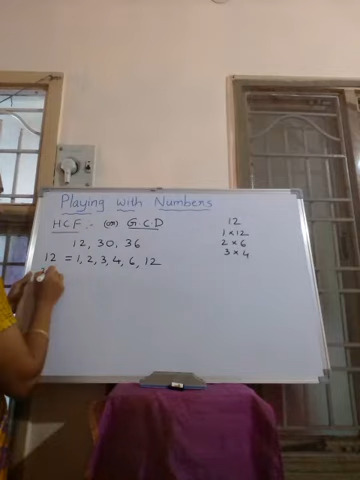 Playing with Numbers
HCF :- (or) G.C.D
12, 30, 36
12 = 1, 2, 3, 4, 6, 12
12
1 × 12
2 × 6
3 × 4